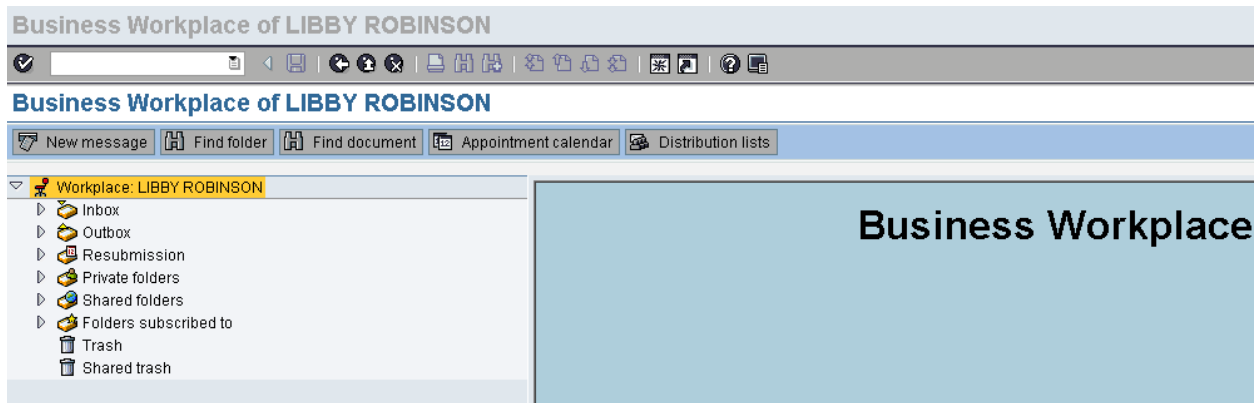 Business Workplace of LIBBY ROBINSON
Business Workplace of LIBBY ROBINSON
New message Find folder Find document Appointment calendar Distribution lists
Workplace: LIBBY ROBINSON
Inbox
Outbox
Resubmission
Private folders
Shared folders
Folders subscribed to
Trash
Shared trash
Business Workplace